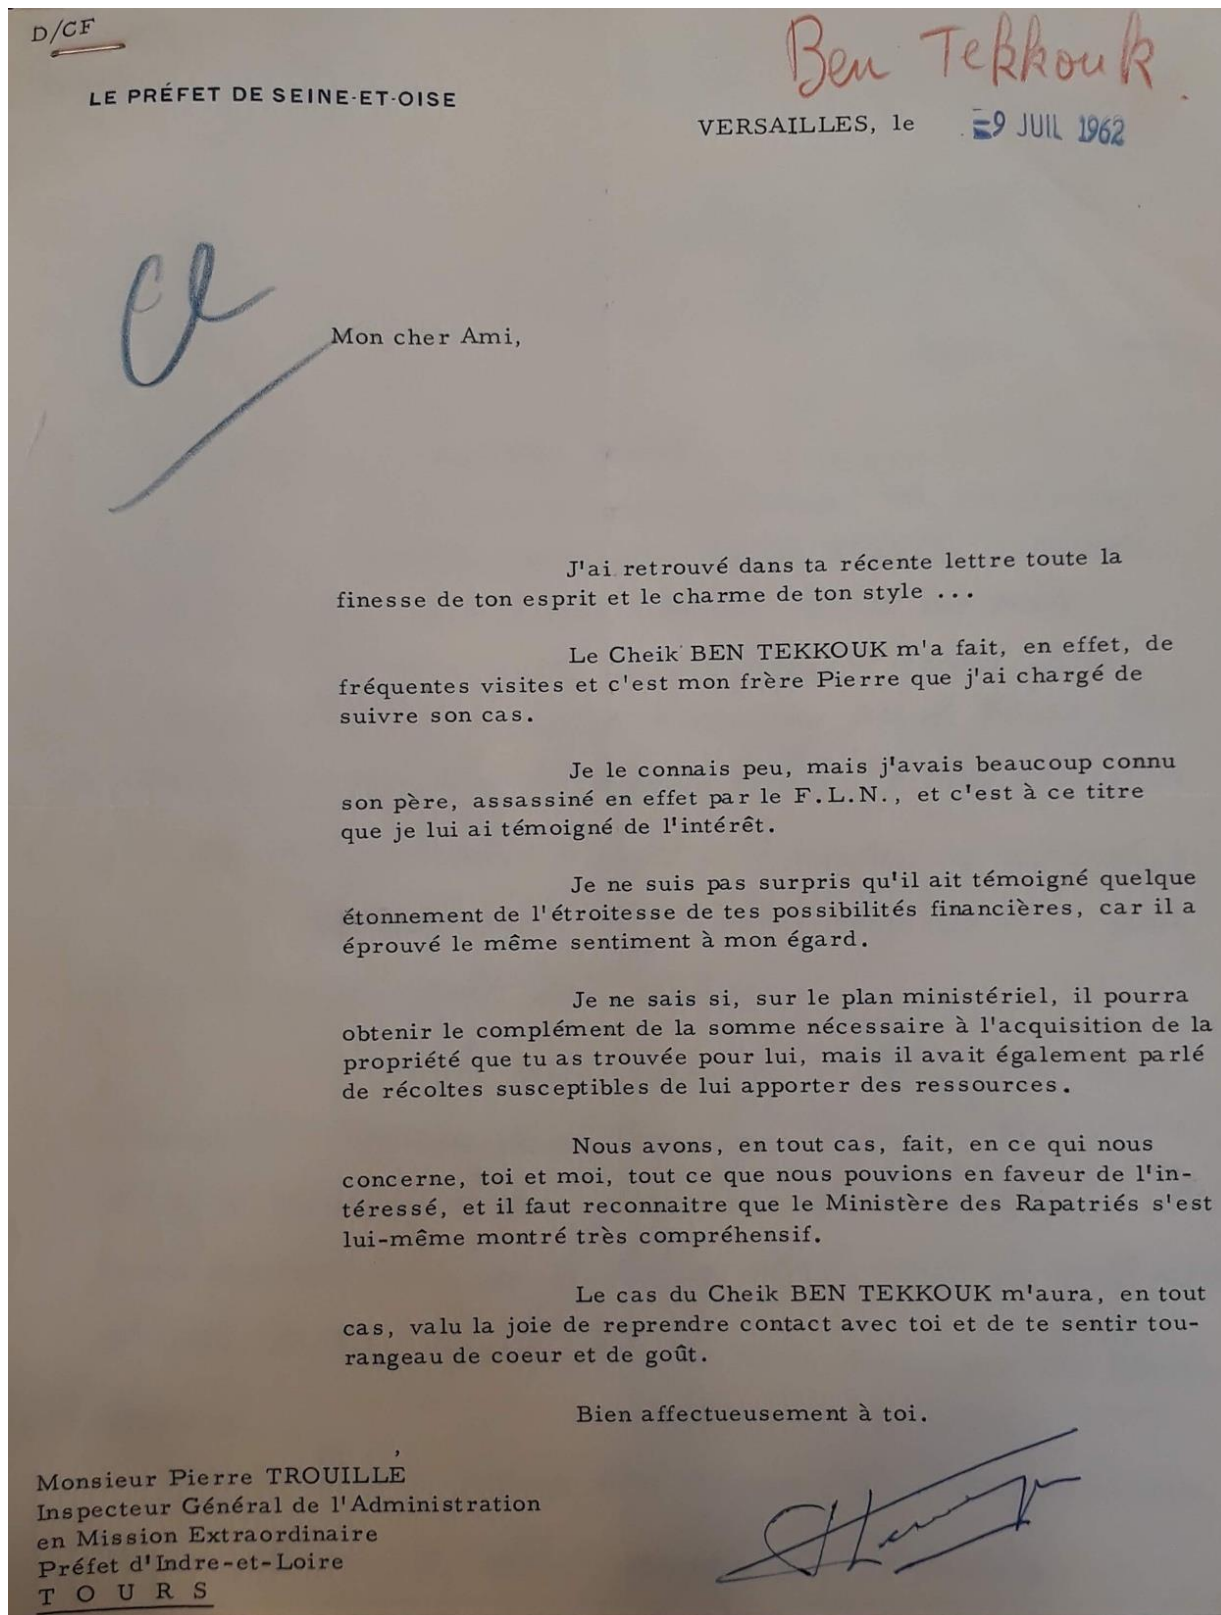 D/CF
Ben Tekkouk.
LE PRÉFET DE SEINE-ET-OISE
VERSAILLES, le 9 JUIL 1962
Mon cher Ami,
J'ai retrouvé dans ta récente lettre toute la
finesse de ton esprit et le charme de ton style ...
Le Cheik BEN TEKKOUK m'a fait, en effet, de
fréquentes visites et c'est mon frère Pierre que j'ai chargé de
suivre son cas.
Je le connais peu, mais j'avais beaucoup connu
son père, assassiné en effet par le F.L.N., et c'est à ce titre
que je lui ai témoigné de l'intérêt.
Je ne suis pas surpris qu'il ait témoigné quelque
étonnement de l'étroitesse de tes possibilités financières, car il a
éprouvé le même sentiment à mon égard.
Je ne sais si, sur le plan ministériel, il pourra
obtenir le complément de la somme nécessaire à l'acquisition de la
propriété que tu as trouvée pour lui, mais il avait également parlé
de récoltes susceptibles de lui apporter des ressources.
Nous avons, en tout cas, fait, en ce qui nous
concerne, toi et moi, tout ce que nous pouvions en faveur de l'in-
téressé, et il faut reconnaitre que le Ministère des Rapatriés s'est
lui-même montré très compréhensif.
Le cas du Cheik BEN TEKKOUK m'aura, en tout
cas, valu la joie de reprendre contact avec toi et de te sentir tou-
rangeau de coeur et de goût.
Bien affectueusement à toi.
Monsieur Pierre TROUILLÉ
Inspecteur Général de l'Administration
en Mission Extraordinaire
Préfet d'Indre-et-Loire
T O U R S